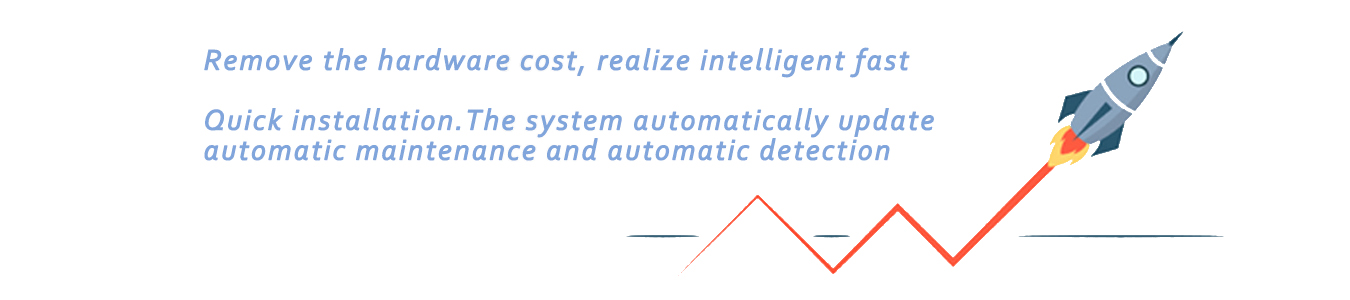 Remove the hardware cost, realize intelligent fast
Quick installation.The system automatically update
automatic maintenance and automatic detection